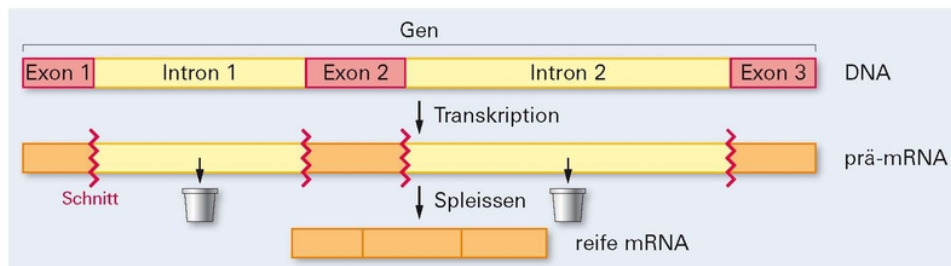 Gen
Exon 1 Intron 1 Exon 2 Intron 2 Exon 3 DNA
Transkription
prä-mRNA
Schnitt
Spleissen
reife mRNA